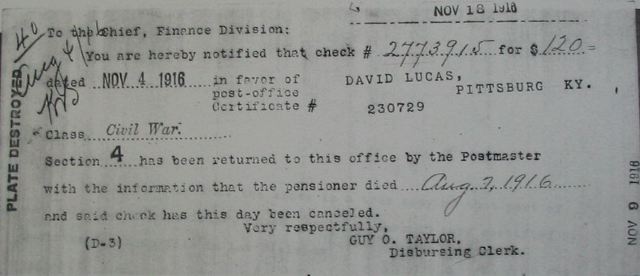 NOV 18 1916
To the Chief, Finance Division:
You are hereby notified that check # 2773915 for $ 120=
dated NOV. 4 1916 in favor of DAVID LUCAS,
post-office PITTSBURG KY.
Certificate # 230729
Class Civil War.
Section 4 has been returned to this office by the Postmaster
with the information that the pensioner died Aug 7, 1916
and said check has this day been canceled.
Very respectfully,
(D-3) GUY O. TAYLOR,
Disbursing Clerk.
PLATE DESTROYED
NOV 9 1916